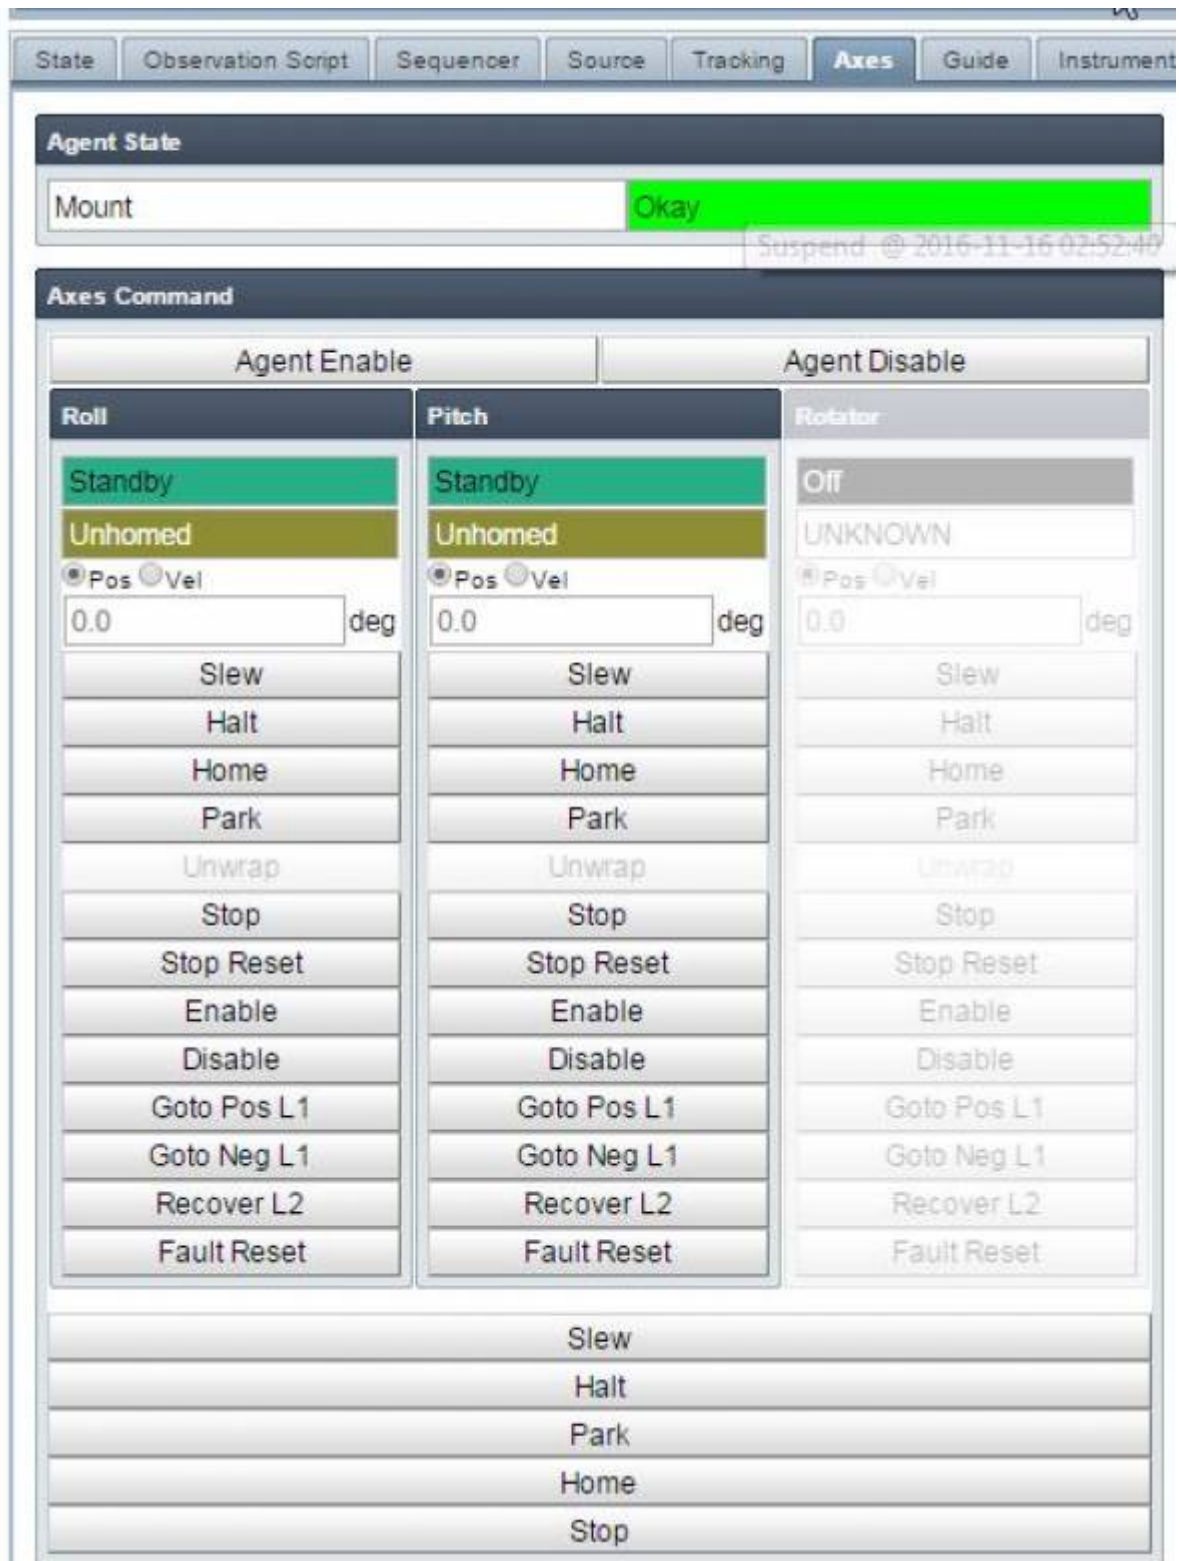 State Observation Script Sequencer Source Tracking Axes Guide Instrument
Agent State
Mount Okay
Suspend @ 2016-11-16 02:52:40
Axes Command
Agent Enable Agent Disable
Roll Pitch Rotator
Standby Standby Off
Unhomed Unhomed UNKNOWN
Pos Vel Pos Vel Pos Vel
0.0 deg 0.0 deg 0.0 deg
Slew Slew Slew
Halt Halt Halt
Home Home Home
Park Park Park
Unwrap Unwrap Unwrap
Stop Stop Stop
Stop Reset Stop Reset Stop Reset
Enable Enable Enable
Disable Disable Disable
Goto Pos L1 Goto Pos L1 Goto Pos L1
Goto Neg L1 Goto Neg L1 Goto Neg L1
Recover L2 Recover L2 Recover L2
Fault Reset Fault Reset Fault Reset
Slew
Halt
Park
Home
Stop